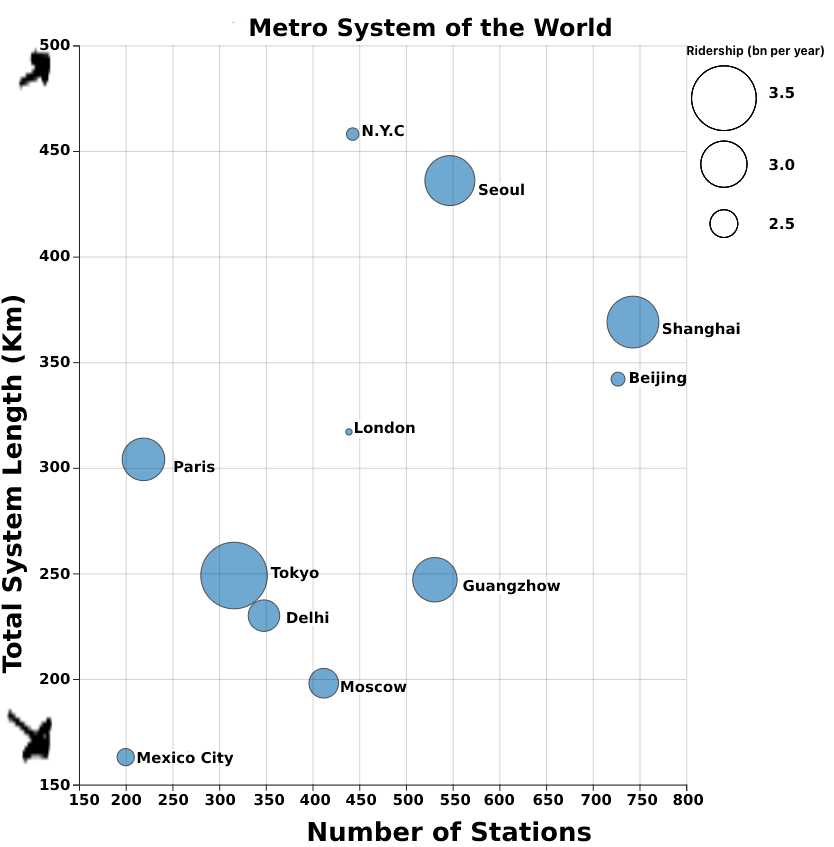 Metro System of the World
Ridership (bn per year)
3.5
3.0
2.5
Total System Length (Km)
500
450
400
350
300
250
200
150
N.Y.C
Seoul
Shanghai
Beijing
London
Paris
Tokyo
Guangzhow
Delhi
Moscow
Mexico City
150 200 250 300 350 400 450 500 550 600 650 700 750 800
Number of Stations